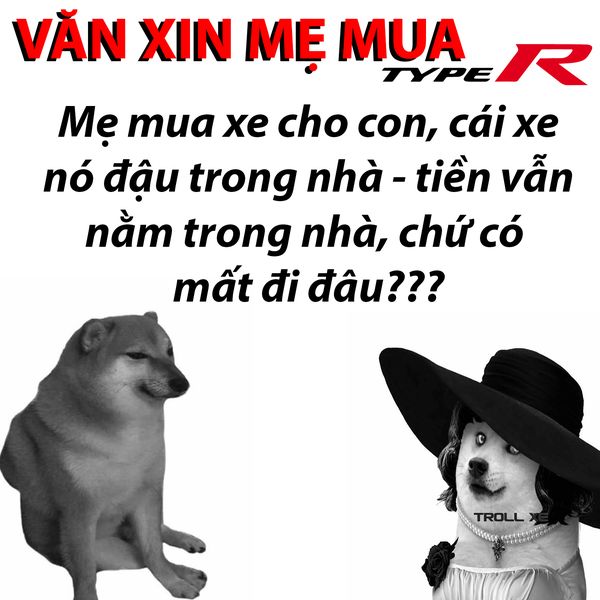 VĂN XIN MẸ MUA
TYPE R
Mẹ mua xe cho con, cái xe
nó đậu trong nhà - tiền vẫn
nằm trong nhà, chứ có
mất đi đâu???
TROLL XE